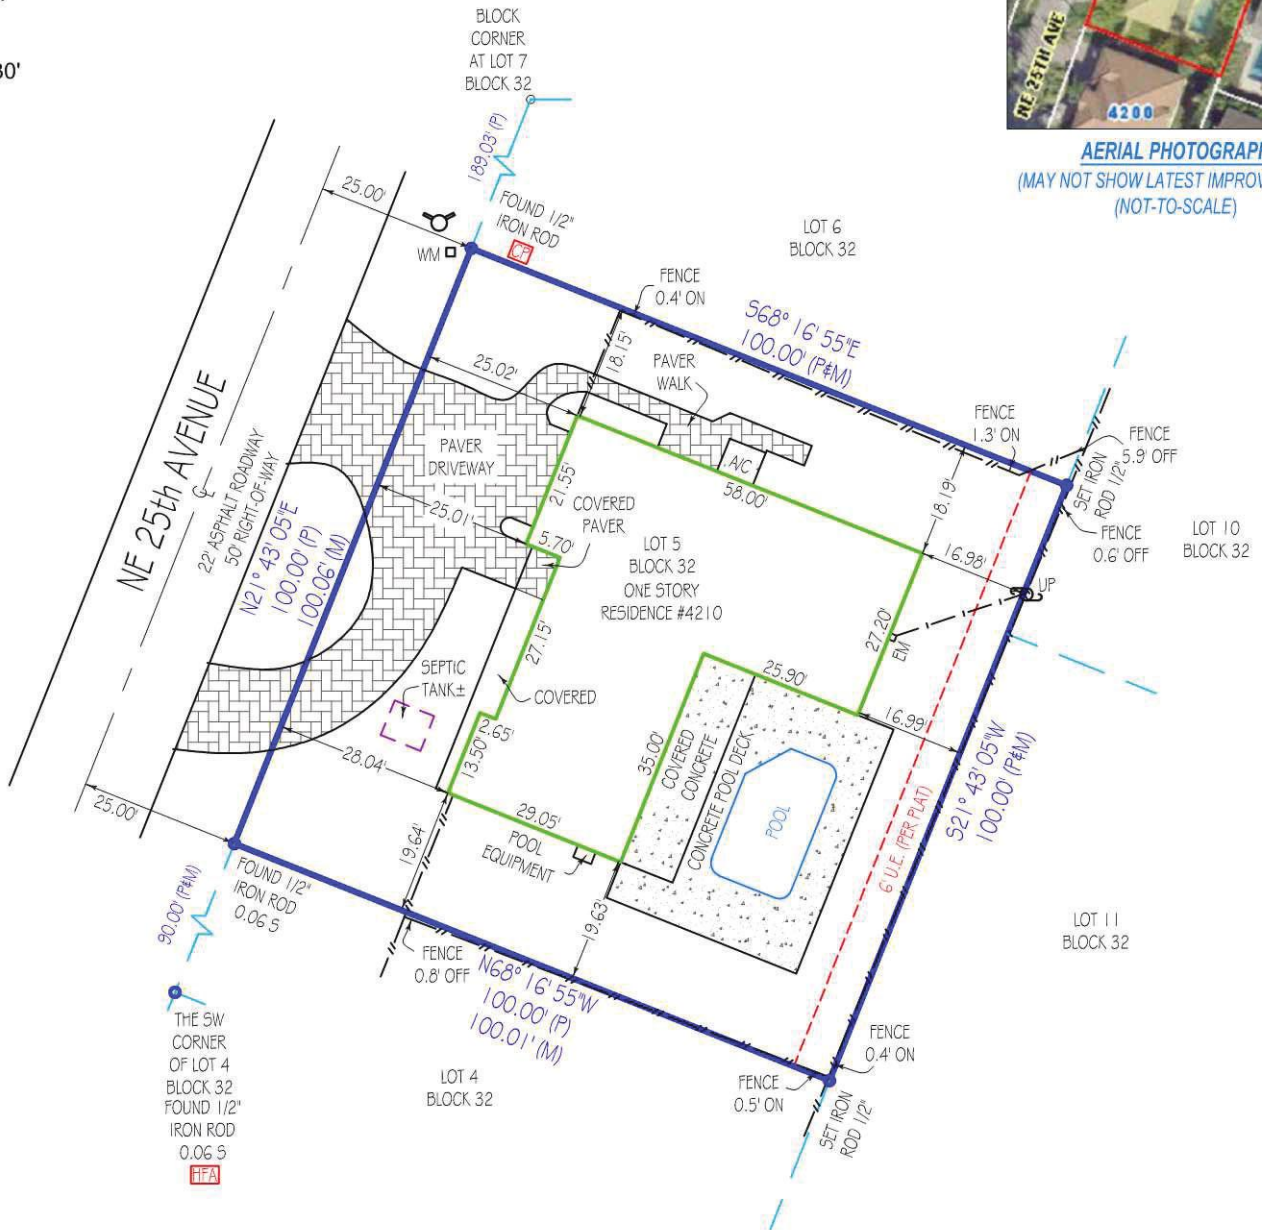 30'
BLOCK
CORNER
AT LOT 7
BLOCK 32
189.03' (P)
NE 25TH AVE
4200
AERIAL PHOTOGRAPH
(MAY NOT SHOW LATEST IMPROV
(NOT-TO-SCALE)
25.00'
FOUND 1/2"
IRON ROD
CP
WM
LOT 6
BLOCK 32
FENCE
0.4' ON
S68° 16' 55"E
100.00' (P&M)
18.15'
25.02'
PAVER
WALK
FENCE
1.3' ON
FENCE
5.9' OFF
SET IRON
ROD 1/2"
FENCE
0.6' OFF
LOT 10
BLOCK 32
NE 25th AVENUE
22' ASPHALT ROADWAY
50' RIGHT-OF-WAY
N21° 43' 05"E
100.00' (P)
100.06' (M)
PAVER
DRIVEWAY
21.55'
A/C
58.00'
18.19'
25.01'
COVERED
PAVER
5.70'
LOT 5
BLOCK 32
ONE STORY
RESIDENCE #4210
16.98'
UP
27.20'
EM
27.15'
SEPTIC
TANK±
COVERED
25.90'
2.65'
13.50'
16.99'
28.04'
35.00'
COVERED
CONCRETE
CONCRETE POOL DECK
POOL
S21° 43' 05"W
100.00' (P&M)
6' U.E. (PER PLAT)
25.00'
29.05'
POOL
EQUIPMENT
19.64'
FOUND 1/2"
IRON ROD
0.06 S
90.00' (P&M)
19.63'
FENCE
0.8' OFF
N68° 16' 55"W
100.00' (P)
100.01' (M)
LOT 11
BLOCK 32
THE SW
CORNER
OF LOT 4
BLOCK 32
FOUND 1/2"
IRON ROD
0.06 S
HFA
LOT 4
BLOCK 32
FENCE
0.4' ON
FENCE
0.5' ON
SET IRON
ROD 1/2"